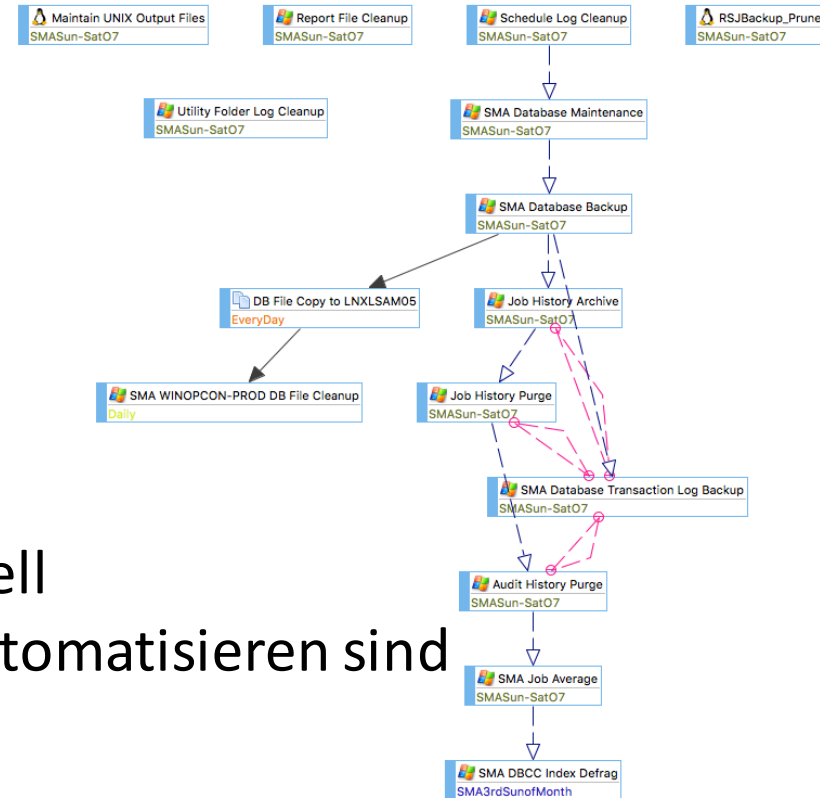 Maintain UNIX Output Files
SMASun-SatO7
Report File Cleanup
SMASun-SatO7
Schedule Log Cleanup
SMASun-SatO7
RSJBackup_Prune
SMASun-SatO7
Utility Folder Log Cleanup
SMASun-SatO7
SMA Database Maintenance
SMASun-SatO7
SMA Database Backup
SMASun-SatO7
DB File Copy to LNXLSAM05
EveryDay
Job History Archive
SMASun-SatO7
SMA WINOPCON-PROD DB File Cleanup
Daily
Job History Purge
SMASun-SatO7
SMA Database Transaction Log Backup
SMASun-SatO7
ell
tomatisieren sind
Audit History Purge
SMASun-SatO7
SMA Job Average
SMASun-SatO7
SMA DBCC Index Defrag
SMA3rdSunofMonth